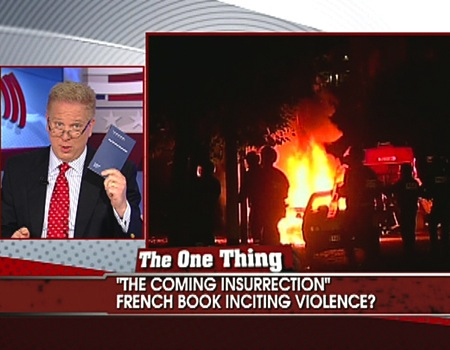 The One Thing
"THE COMING INSURRECTION"
FRENCH BOOK INCITING VIOLENCE?